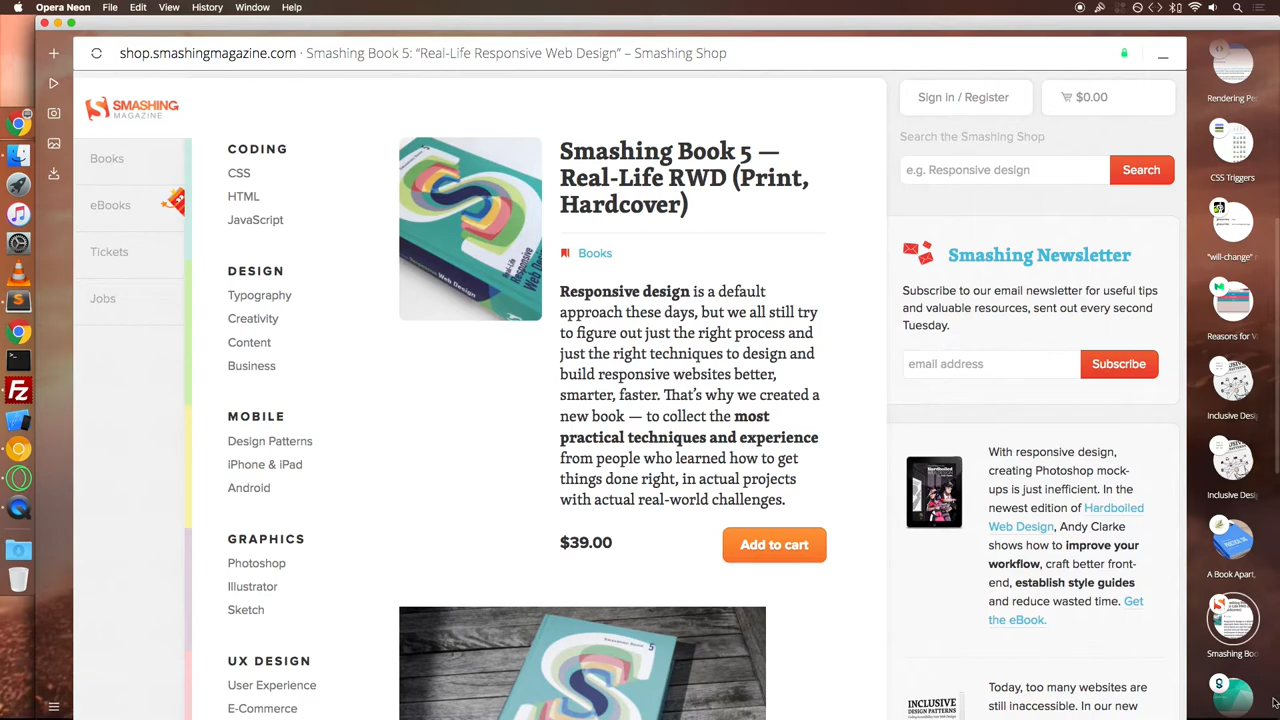 Opera Neon File Edit View History Window Help
shop.smashingmagazine.com · Smashing Book 5: “Real-Life Responsive Web Design” – Smashing Shop
SMASHING
MAGAZINE
Books
eBooks
Tickets
Jobs
CODING
CSS
HTML
JavaScript
DESIGN
Typography
Creativity
Content
Business
MOBILE
Design Patterns
iPhone & iPad
Android
GRAPHICS
Photoshop
Illustrator
Sketch
UX DESIGN
User Experience
E-Commerce
Smashing Book 5 —
Real-Life RWD (Print,
Hardcover)
Books
Responsive design is a default
approach these days, but we all still try
to figure out just the right process and
just the right techniques to design and
build responsive websites better,
smarter, faster. That’s why we created a
new book — to collect the most
practical techniques and experience
from people who learned how to get
things done right, in actual projects
with actual real-world challenges.
$39.00
Add to cart
Sign in / Register
$0.00
Search the Smashing Shop
e.g. Responsive design
Search
Smashing Newsletter
Subscribe to our email newsletter for useful tips
and valuable resources, sent out every second
Tuesday.
email address
Subscribe
With responsive design,
creating Photoshop mock-
ups is just inefficient. In the
newest edition of Hardboiled
Web Design, Andy Clarke
shows how to improve your
workflow, craft better front-
end, establish style guides
and reduce wasted time. Get
the eBook.
INCLUSIVE
DESIGN PATTERNS
Today, too many websites are
still inaccessible. In our new
Rendering Pe
CSS Triggers
"will-change"
Reasons for V
Inclusive Desi
Inclusive Desi
A Book Apart,
Smashing Boo